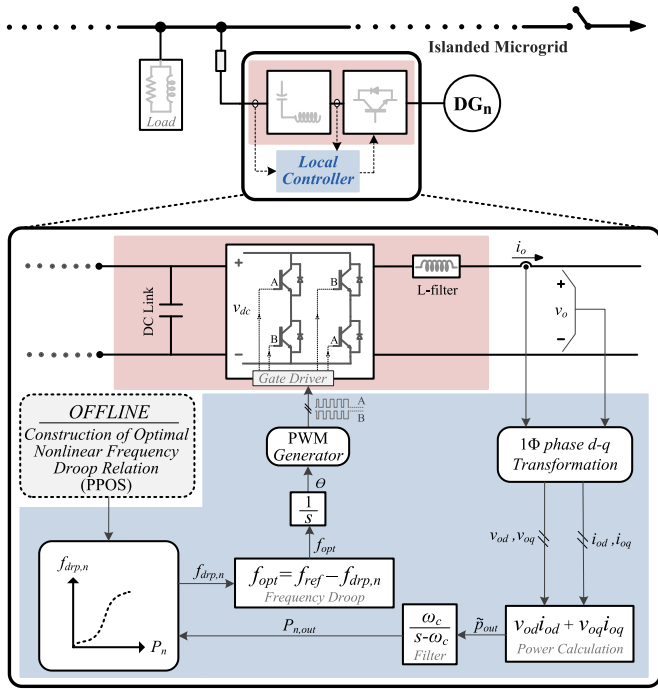 Islanded Microgrid
Load
DGn
Local
Controller
io
L-filter
DC Link
+
vdc
−
A
B
B
A
Gate Driver
+
vo
−
A
B
OFFLINE
Construction of Optimal
Nonlinear Frequency
Droop Relation
(PPOS)
PWM
Generator
1Φ phase d-q
Transformation
Θ
1
s
fopt
vod ,voq
iod ,ioq
fdrp,n
Pn
fdrp,n
fopt= fref − fdrp,n
Frequency Droop
Pn,out
ωc
s-ωc
Filter
p̃out
vodiod + voqioq
Power Calculation